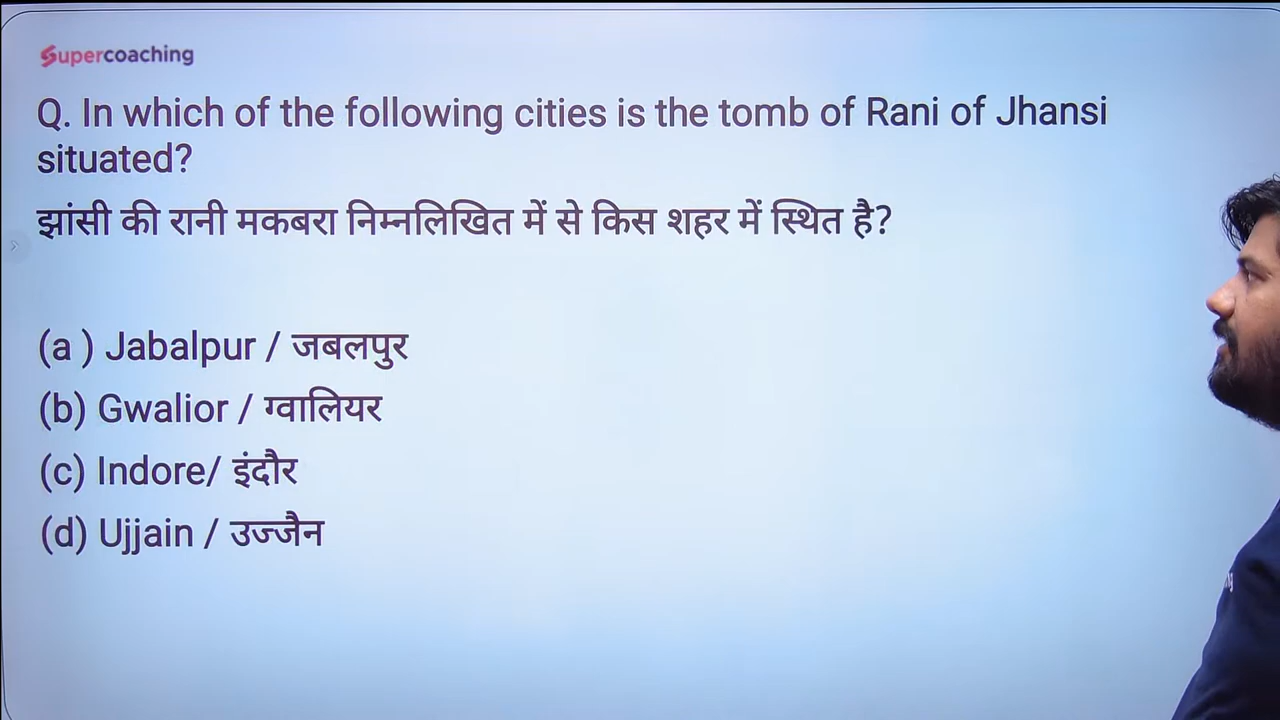 Supercoaching
Q. In which of the following cities is the tomb of Rani of Jhansi
situated?
झांसी की रानी मकबरा निम्नलिखित में से किस शहर में स्थित है?
(a ) Jabalpur / जबलपुर
(b) Gwalior / ग्वालियर
(c) Indore/ इंदौर
(d) Ujjain / उज्जैन